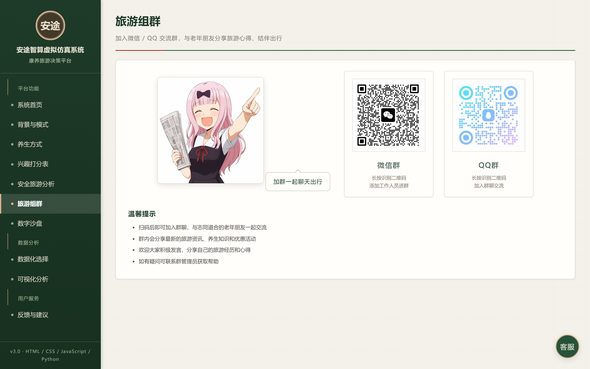 安途
安途智算虚拟仿真系统
康养旅游决策平台
平台功能
系统首页
背景与模式
养生方式
兴趣打分表
安全旅游分析
旅游组群
数字沙盘
数据分析
数据化选择
可视化分析
用户服务
反馈与建议
v3.0 · HTML / CSS / JavaScript /
Python
旅游组群
加入微信 / QQ 交流群，与老年朋友分享旅游心得、结伴出行
加群一起聊天出行
微信群
长按识别二维码
添加工作人员进群
QQ群
长按识别二维码
加入群聊交流
温馨提示
扫码后即可加入群聊，与志同道合的老年朋友一起交流
群内会分享最新的旅游资讯、养生知识和优惠活动
欢迎大家积极发言，分享自己的旅游经历和心得
如有疑问可联系群管理员获取帮助
客服